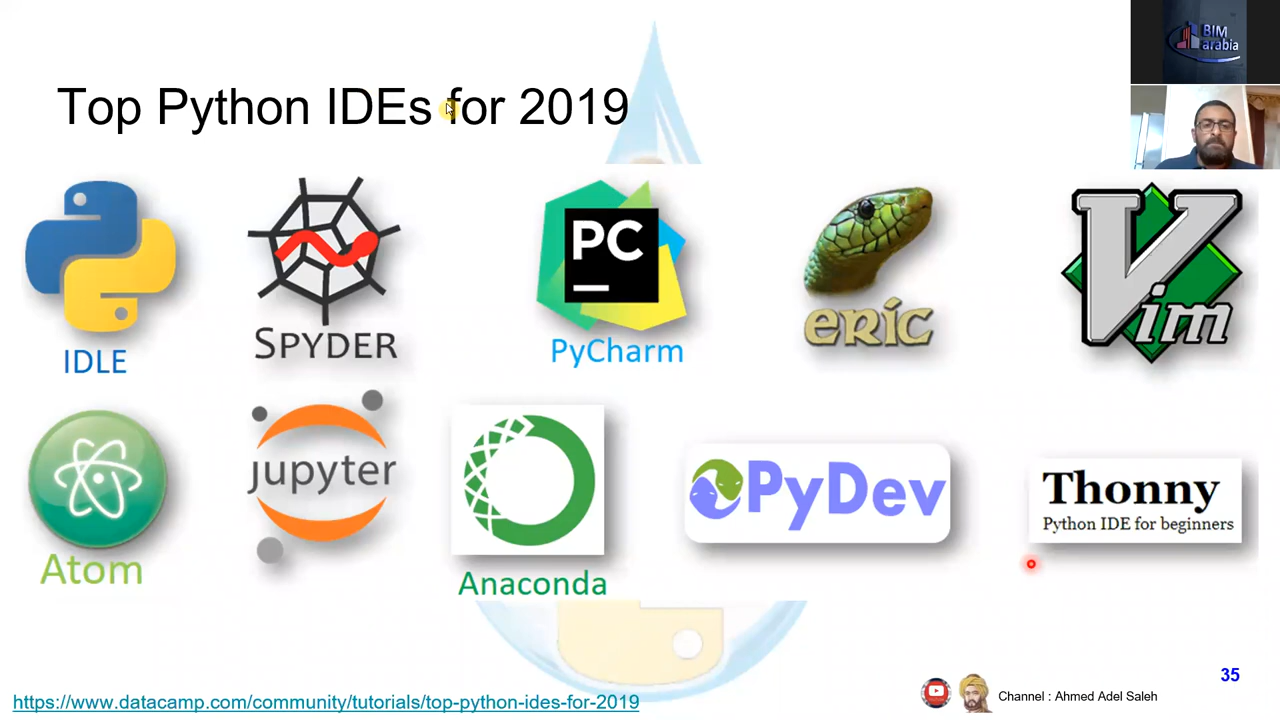 BIM
arabia
Top Python IDEs for 2019
IDLE
SPYDER
PC
PyCharm
eric
Vim
Atom
jupyter
Anaconda
PyDev
Thonny
Python IDE for beginners
35
https://www.datacamp.com/community/tutorials/top-python-ides-for-2019
Channel : Ahmed Adel Saleh